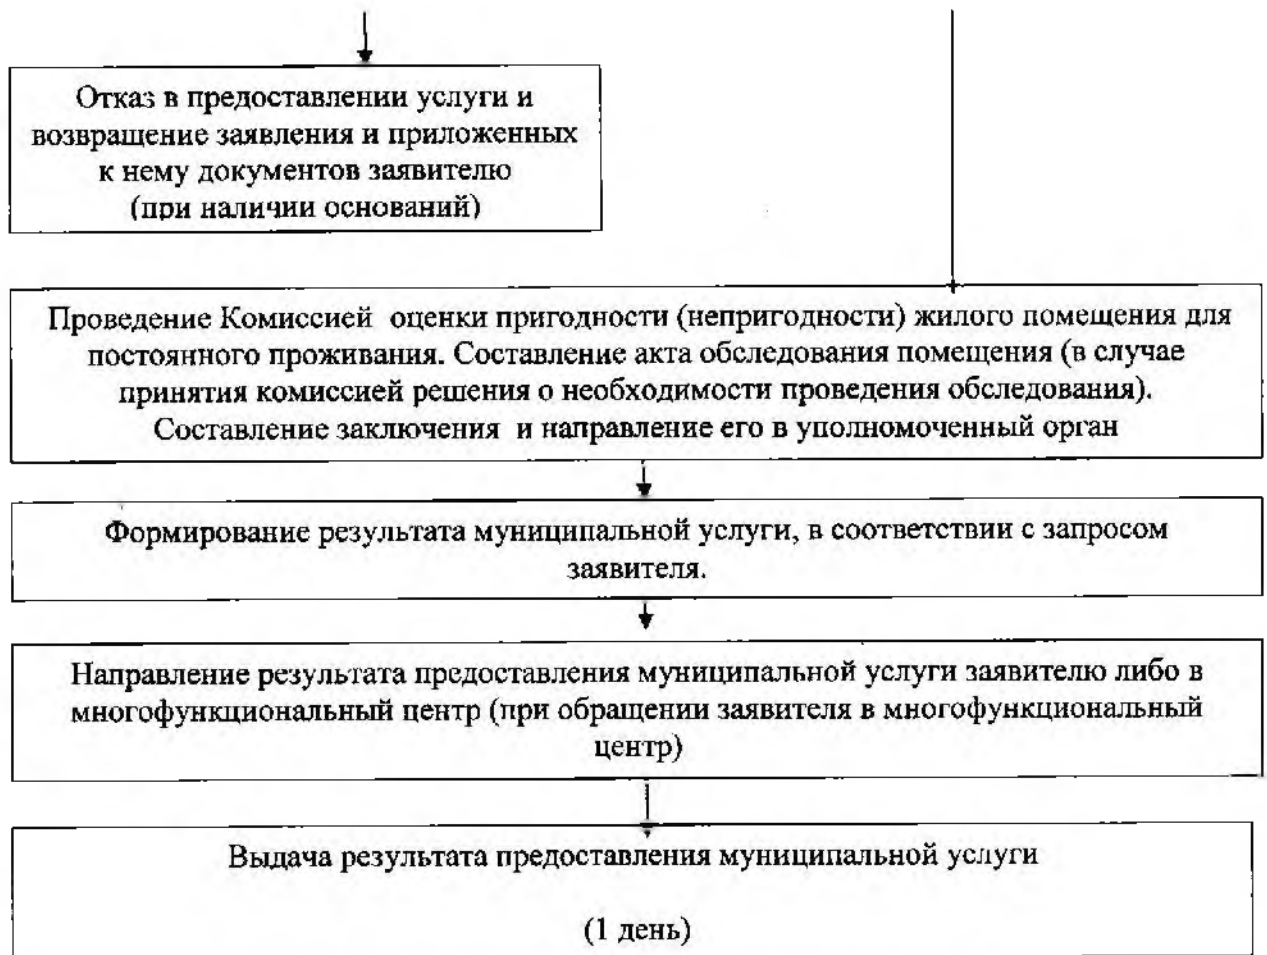 Отказ в предоставлении услуги и
возвращение заявления и приложенных
к нему документов заявителю
(при наличии оснований)
Проведение Комиссией оценки пригодности (непригодности) жилого помещения для
постоянного проживания. Составление акта обследования помещения (в случае
принятия комиссией решения о необходимости проведения обследования).
Составление заключения и направление его в уполномоченный орган
Формирование результата муниципальной услуги, в соответствии с запросом
заявителя.
Направление результата предоставления муниципальной услуги заявителю либо в
многофункциональный центр (при обращении заявителя в многофункциональный
центр)
Выдача результата предоставления муниципальной услуги
(1 день)